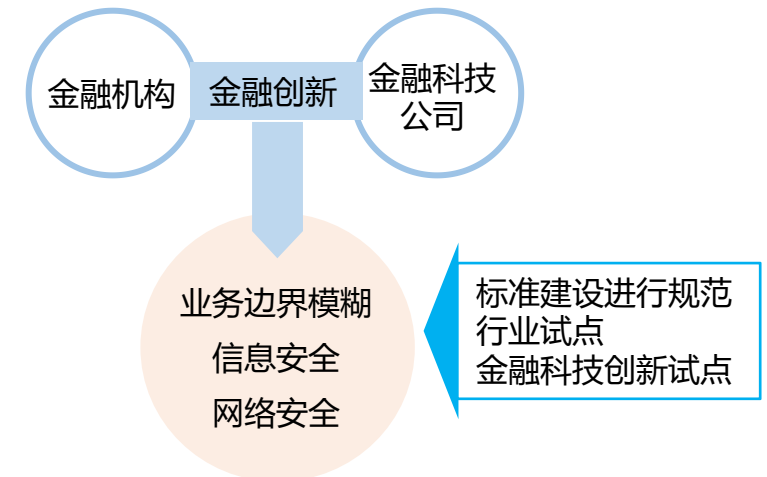 金融机构
金融创新
金融科技
公司
业务边界模糊
信息安全
网络安全
标准建设进行规范
行业试点
金融科技创新试点